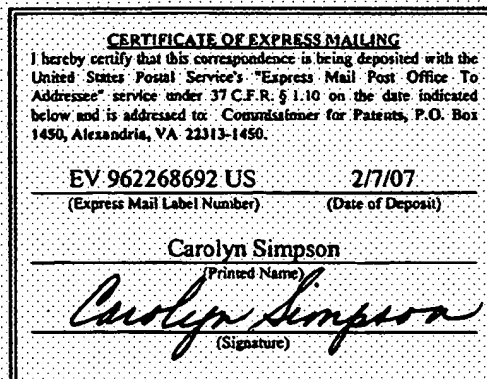 CERTIFICATE OF EXPRESS MAILING
I hereby certify that this correspondence is being deposited with the
United States Postal Service's "Express Mail Post Office To
Addressee" service under 37 C.F.R. § 1.10 on the date indicated
below and is addressed to: Commissioner for Patents, P.O. Box
1450, Alexandria, VA 22313-1450.
EV 962268692 US 2/7/07
(Express Mail Label Number) (Date of Deposit)
Carolyn Simpson
(Printed Name)
Carolyn Simpson
(Signature)